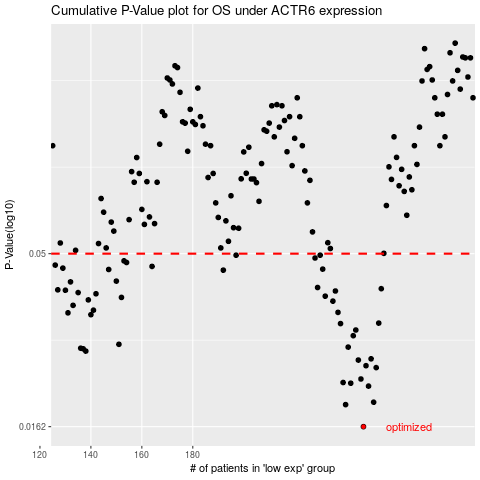 Cumulative P-Value plot for OS under ACTR6 expression
P-Value(log10)
0.05
0.0162
optimized
120 140 160 180
# of patients in 'low exp' group